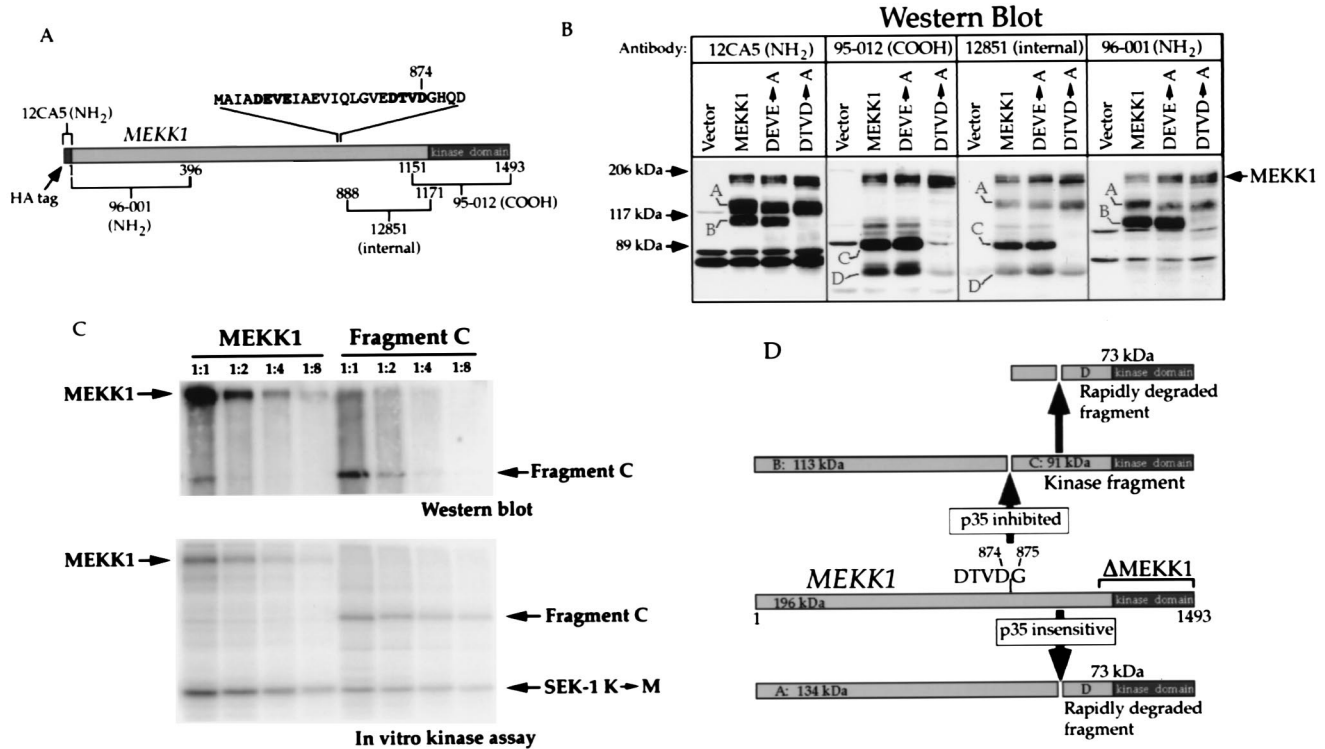 A
874
MAIADEVEIAEVIQLGVEDTVDGHQD
12CA5 (NH2)
MEKK1
kinase domain
1
396
1151
1493
HA tag
96-001
(NH2)
888
1171
12851
(internal)
95-012 (COOH)
B
Western Blot
Antibody:
12CA5 (NH2)
95-012 (COOH)
12851 (internal)
96-001 (NH2)
Vector
MEKK1
DEVE→A
DTVD→A
Vector
MEKK1
DEVE→A
DTVD→A
Vector
MEKK1
DEVE→A
DTVD→A
Vector
MEKK1
DEVE→A
DTVD→A
206 kDa
117 kDa
89 kDa
A
B
C
D
A
C
D
A
B
MEKK1
C
MEKK1
Fragment C
1:1 1:2 1:4 1:8 1:1 1:2 1:4 1:8
MEKK1
Fragment C
Western blot
MEKK1
Fragment C
SEK-1 K→M
In vitro kinase assay
D
73 kDa
D
kinase domain
Rapidly degraded
fragment
B: 113 kDa
C: 91 kDa
kinase domain
Kinase fragment
p35 inhibited
874 875
DTVDG
MEKK1
ΔMEKK1
196 kDa
kinase domain
1
1493
p35 insensitive
73 kDa
A: 134 kDa
D
kinase domain
Rapidly degraded
fragment